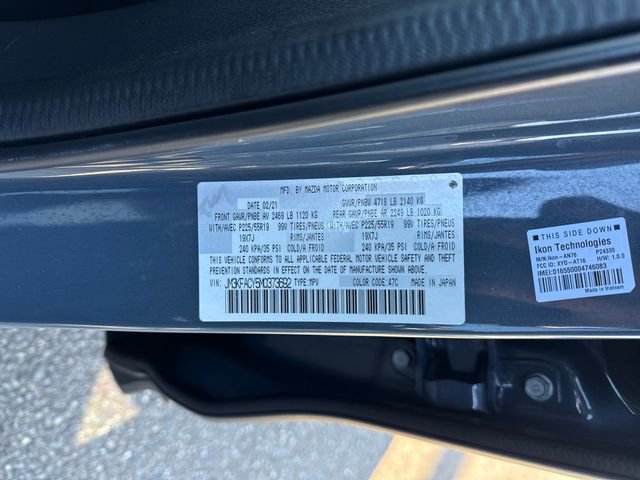 MFD. BY MAZDA MOTOR CORPORATION
DATE 02/21 GVWR/PNBV 4718 LB 2140 KG
FRONT GAWR/PNBE AV 2469 LB 1120 KG REAR GAWR/PNBE AR 2249 LB 1020 KG
WITH/AVEC P225/55R19 99V TIRES/PNEUS WITH/AVEC P225/55R19 99V TIRES/PNEUS
19X7J RIMS/JANTES 19X7J RIMS/JANTES
240 KPA/35 PSI COLD/A FROID 240 KPA/35 PSI COLD/A FROID
THIS VEHICLE CONFORMS TO ALL APPLICABLE FEDERAL MOTOR VEHICLE SAFETY AND THEFT
PREVENTION STANDARDS IN EFFECT ON THE DATE OF MANUFACTURE SHOWN ABOVE.
VIN: JM3KFACY5M0373692 TYPE:MPV COLOR CODE:47C MADE IN JAPAN
THIS SIDE DOWN
Ikon Technologies
M/N:Ikon-AN76 P24330
FCC ID: XYO-AT16 H/W: 1.0.0
IMEI:016550004746083
Made in Vietnam